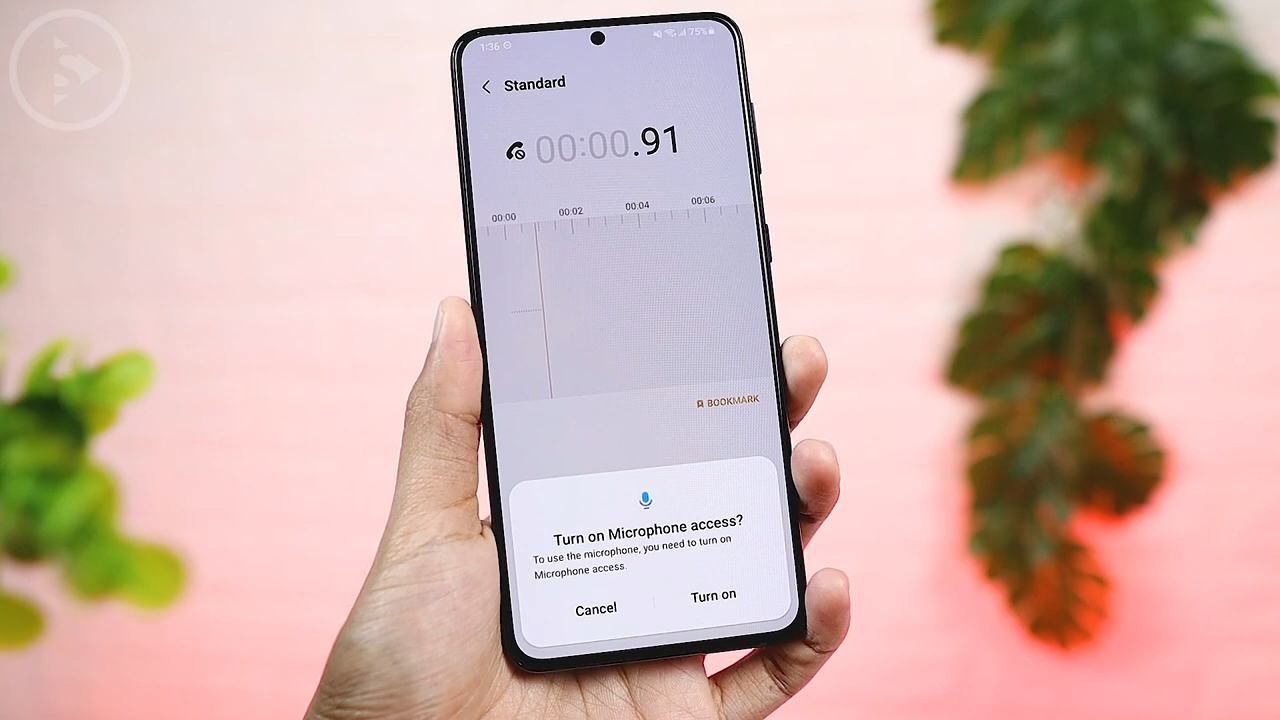 1:36 75%
Standard
00:00.91
00:00 00:02 00:04 00:06
BOOKMARK
Turn on Microphone access?
To use the microphone, you need to turn on
Microphone access.
Cancel Turn on
S